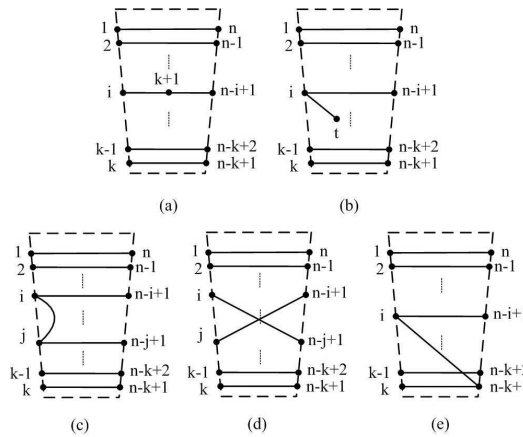 1 n
2 n-1
k+1
i n-i+1
k-1 n-k+2
k n-k+1
(a)
1 n
2 n-1
i n-i+1
t
k-1 n-k+2
k n-k+1
(b)
1 n
2 n-1
i n-i+1
j n-j+1
k-1 n-k+2
k n-k+1
(c)
1 n
2 n-1
i n-i+1
j n-j+1
k-1 n-k+2
k n-k+1
(d)
1 n
2 n-1
i n-i+
k-1 n-k+2
k n-k+
(e)